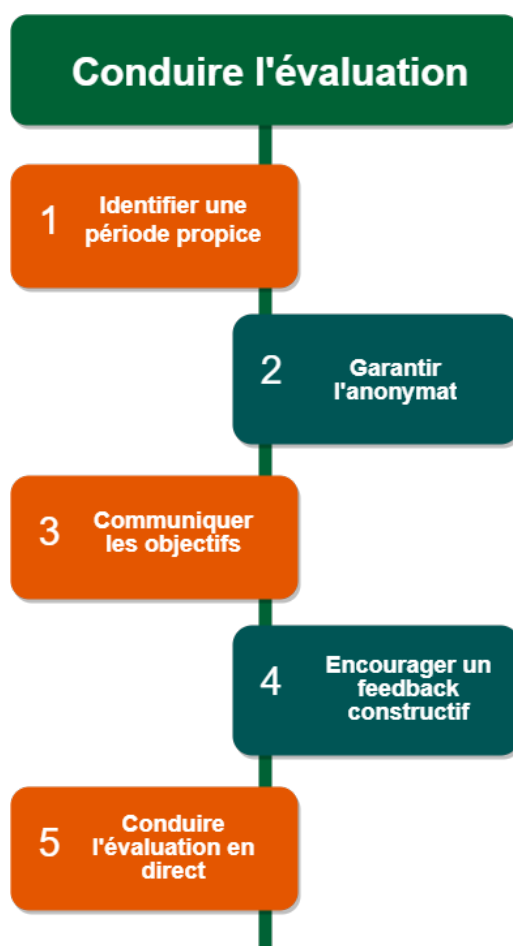 Conduire l'évaluation
1
Identifier une
période propice
2
Garantir
l'anonymat
3
Communiquer
les objectifs
4
Encourager un
feedback
constructif
5
Conduire
l'évaluation en
direct